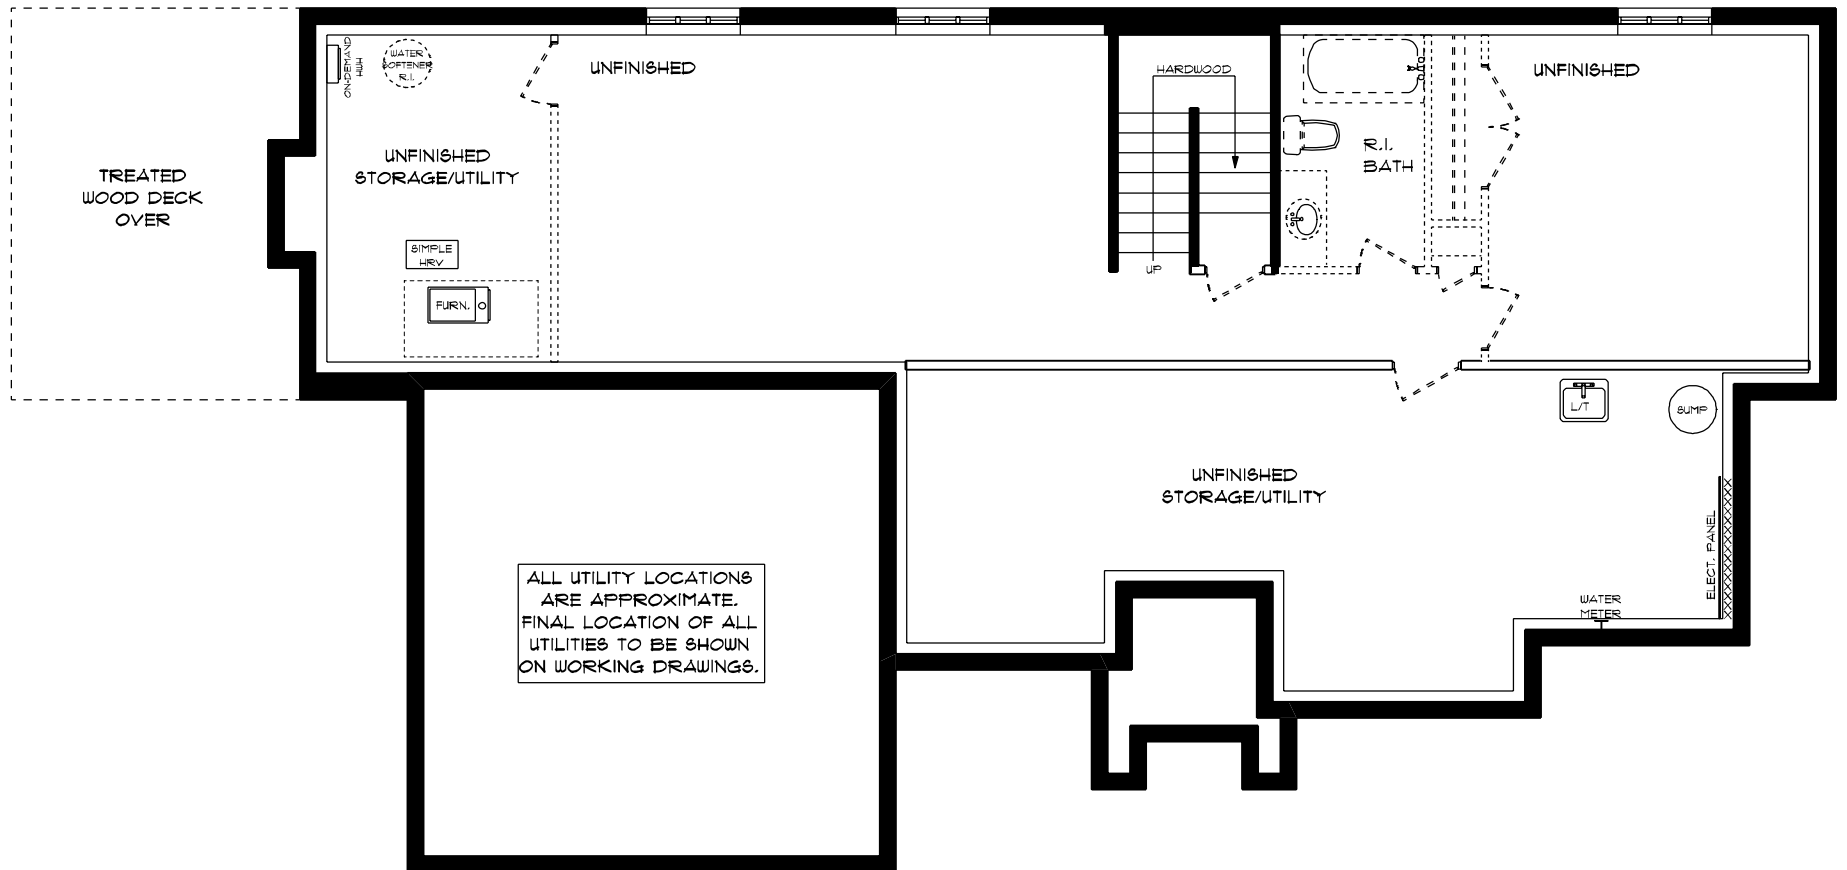 ON-DEMAND
HWH
WATER
SOFTENER
R.I.
UNFINISHED
HARDWOOD
UNFINISHED
UNFINISHED
STORAGE/UTILITY
R.I.
BATH
TREATED
WOOD DECK
OVER
SIMPLE
HRV
UP
FURN.
L/T
SUMP
UNFINISHED
STORAGE/UTILITY
ELECT. PANEL
WATER
METER
ALL UTILITY LOCATIONS
ARE APPROXIMATE.
FINAL LOCATION OF ALL
UTILITIES TO BE SHOWN
ON WORKING DRAWINGS.